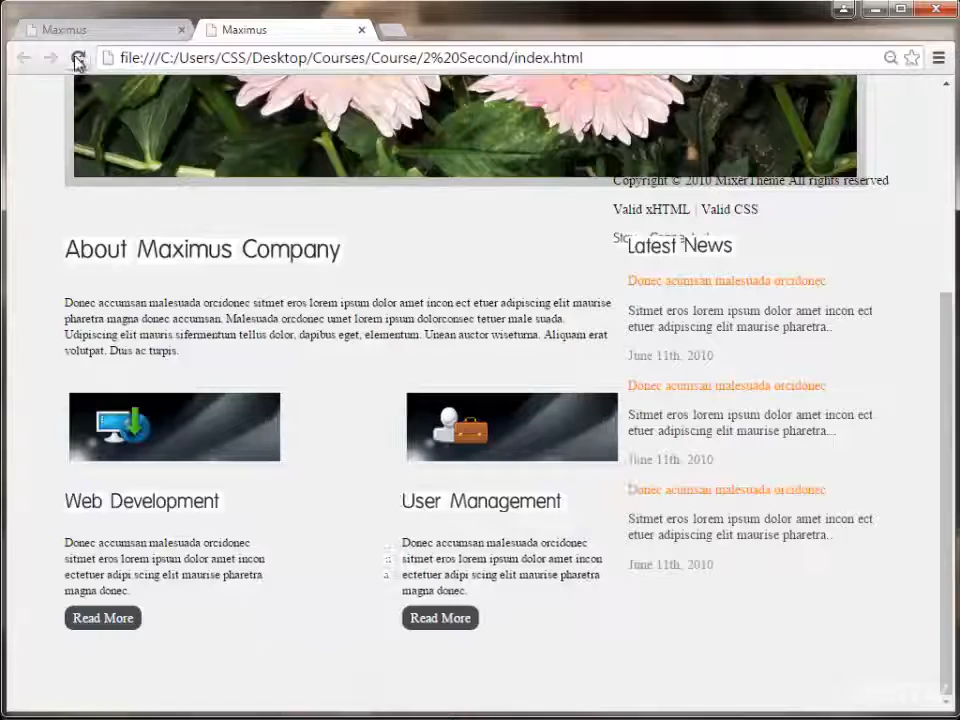 Maximus
Maximus
file:///C:/Users/CSS/Desktop/Courses/Course/2%20Second/index.html
Copyright © 2010 MixerTheme All rights reserved
Valid xHTML | Valid CSS
About Maximus Company
Latest News
Donec acumsan malesuada orcidonec
Donec accumsan malesuada orcidonec sitmet eros lorem ipsum dolor amet incon ect etuer adipiscing elit maurise
pharetra magna donec accumsan. Malesuada orcdonec umet lorem ipsum dolorconsec tetuer male suada.
Udipiscing elit mauris sifermentum tellus dolor, dapibus eget, elementum. Unean auctor wisetuma. Aliquam erat
volutpat. Duis ac turpis.
Sitmet eros lorem ipsum dolor amet incon ect
etuer adipiscing elit maurise pharetra..
June 11th, 2010
Donec acumsan malesuada orcidonec
Sitmet eros lorem ipsum dolor amet incon ect
etuer adipiscing elit maurise pharetra...
June 11th, 2010
Donec acumsan malesuada orcidonec
Sitmet eros lorem ipsum dolor amet incon ect
etuer adipiscing elit maurise pharetra..
June 11th, 2010
Web Development
Donec accumsan malesuada orcidonec
sitmet eros lorem ipsum dolor amet incon
ectetuer adipi scing elit maurise pharetra
magna donec.
Read More
User Management
Donec accumsan malesuada orcidonec
sitmet eros lorem ipsum dolor amet incon
ectetuer adipi scing elit maurise pharetra
magna donec.
Read More